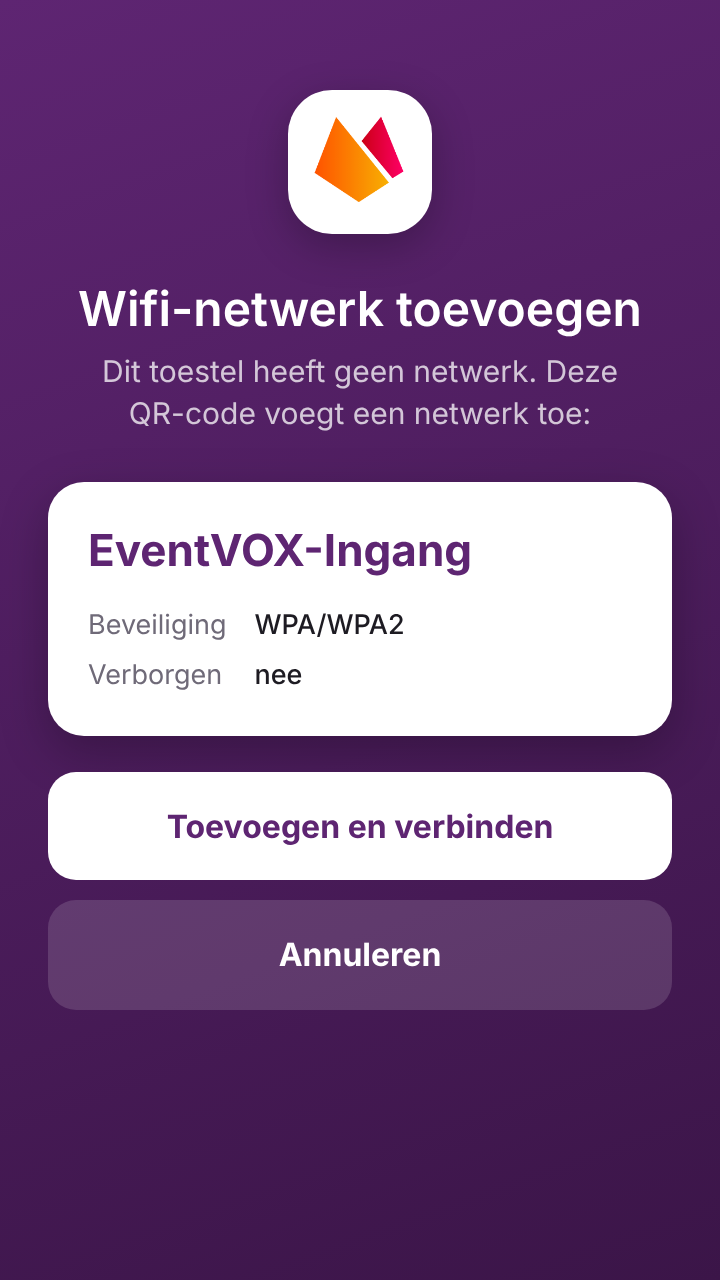 Wifi-netwerk toevoegen
Dit toestel heeft geen netwerk. Deze
QR-code voegt een netwerk toe:
EventVOX-Ingang
Beveiliging WPA/WPA2
Verborgen nee
Toevoegen en verbinden
Annuleren